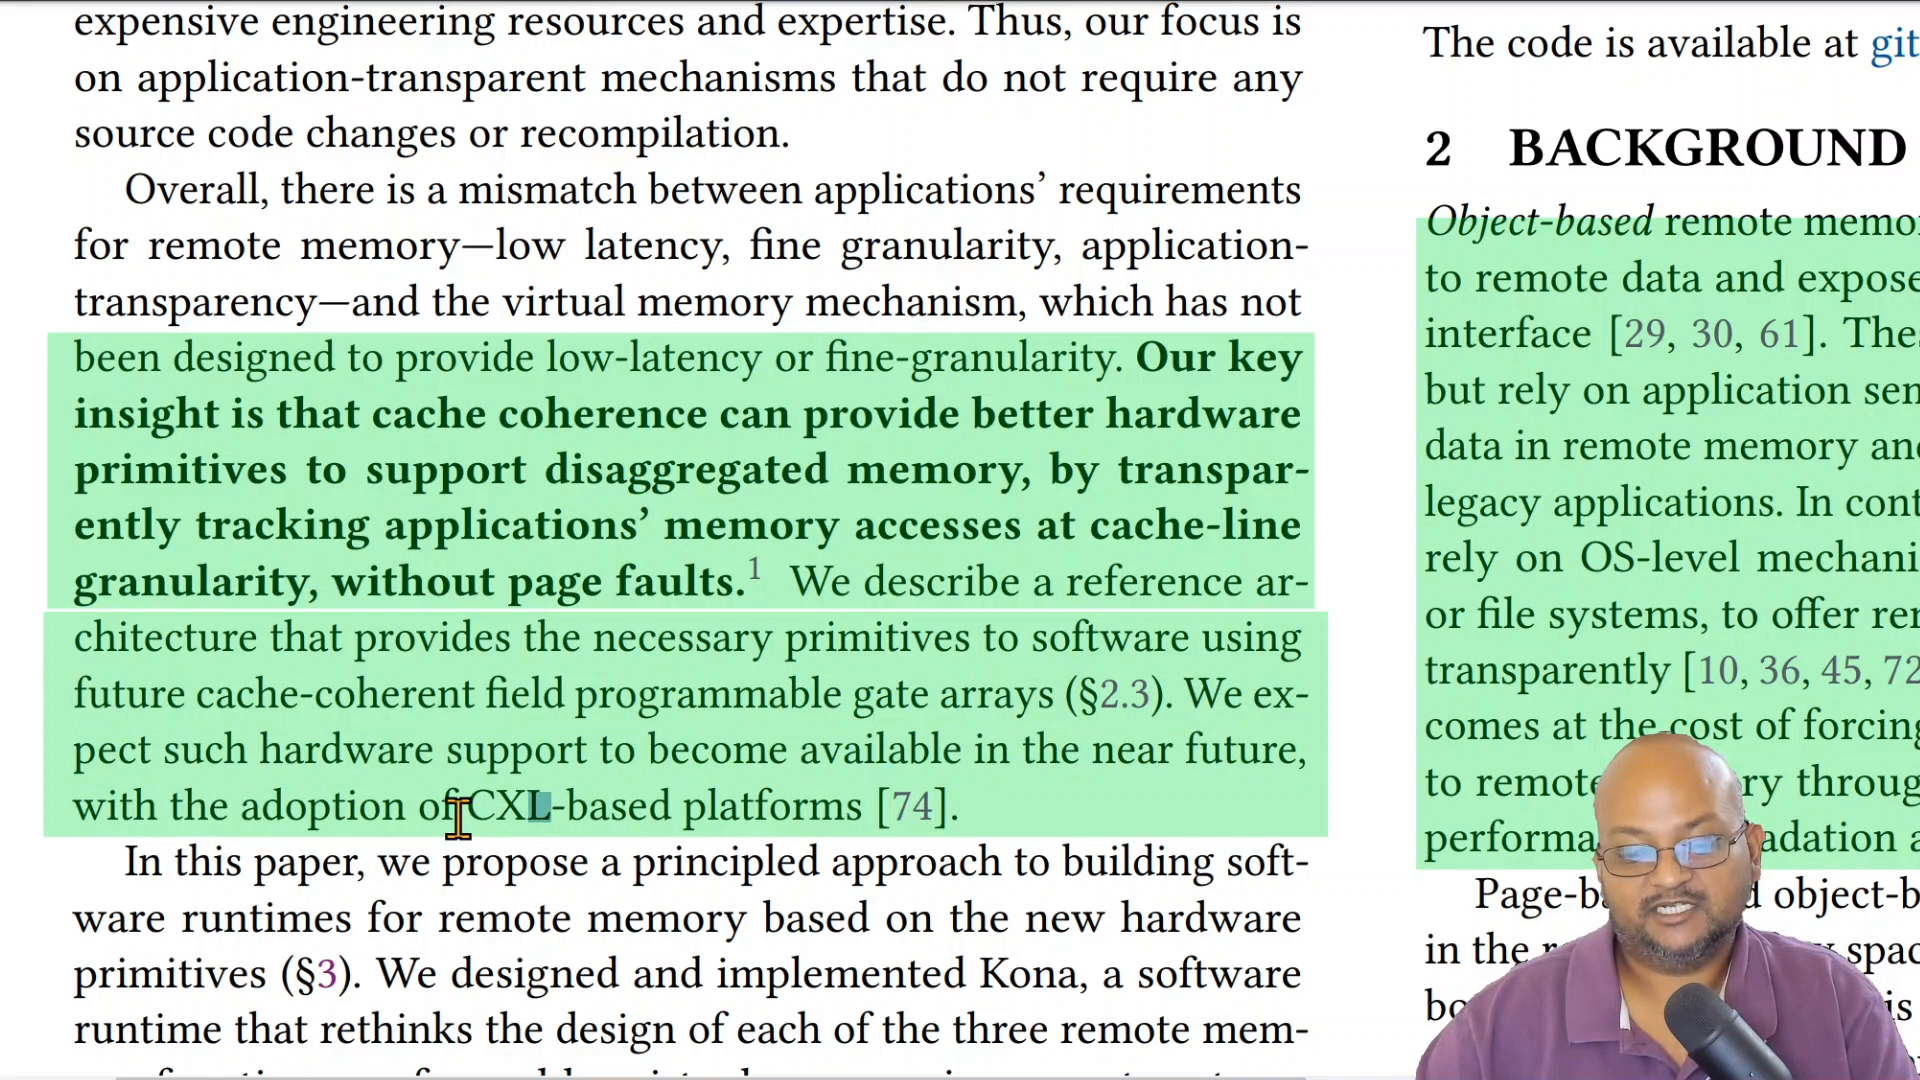 expensive engineering resources and expertise. Thus, our focus is
on application-transparent mechanisms that do not require any
source code changes or recompilation.
Overall, there is a mismatch between applications’ requirements
for remote memory—low latency, fine granularity, application-
transparency—and the virtual memory mechanism, which has not
been designed to provide low-latency or fine-granularity. Our key
insight is that cache coherence can provide better hardware
primitives to support disaggregated memory, by transpar-
ently tracking applications’ memory accesses at cache-line
granularity, without page faults.1 We describe a reference ar-
chitecture that provides the necessary primitives to software using
future cache-coherent field programmable gate arrays (§2.3). We ex-
pect such hardware support to become available in the near future,
with the adoption of CXL-based platforms [74].
In this paper, we propose a principled approach to building soft-
ware runtimes for remote memory based on the new hardware
primitives (§3). We designed and implemented Kona, a software
runtime that rethinks the design of each of the three remote mem-
The code is available at git
2 BACKGROUND
Object-based remote memo
to remote data and expose
interface [29, 30, 61]. Thes
but rely on application sen
data in remote memory and
legacy applications. In cont
rely on OS-level mechani
or file systems, to offer rem
transparently [10, 36, 45, 72
comes at the cost of forcing
to remote ry throug
performa adation a
Page-b d object-b
in the spac